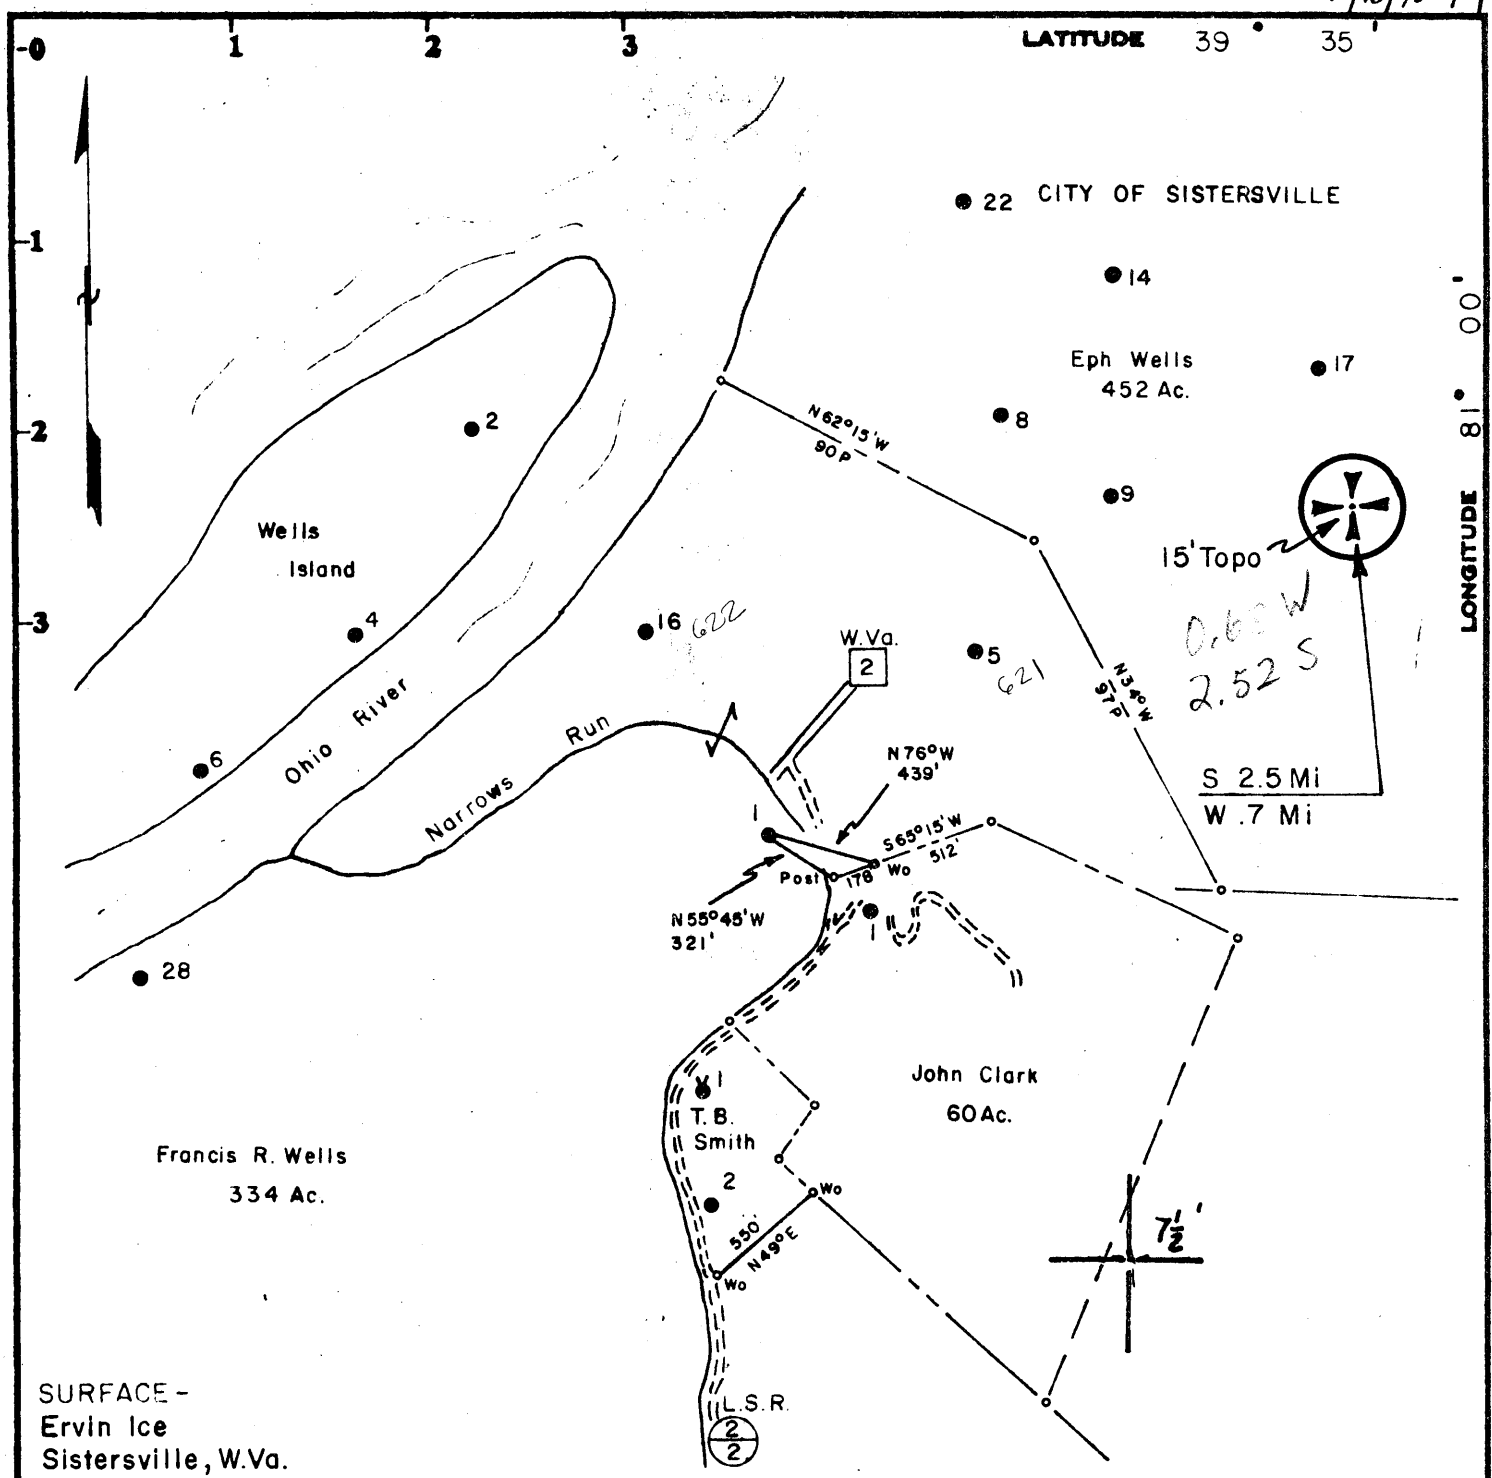 LATITUDE 39° 35'
-0 1 2 3
-1
-2
-3
22 CITY OF SISTERSVILLE
14
Eph Wells
452 Ac.
17
8
9
LONGITUDE 81° 00'
N62°15'W
90P
2
Wells
Island
4
6
Ohio River
15' Topo
2.52 S
S 2.5 Mi
W .7 Mi
16 622
W.Va.
2
5
621
N34°W
97P
Narrows Run
N76°W
439'
1
S65°15'W
512'
Post
178'
Wo
N55°45'W
321'
1
28
John Clark
60 Ac.
1
T.B.
Smith
2
Francis R. Wells
334 Ac.
Wo
550'
N49°E
Wo
7½'
L.S.R.
2
2
SURFACE-
Ervin Ice
Sistersville, W.Va.